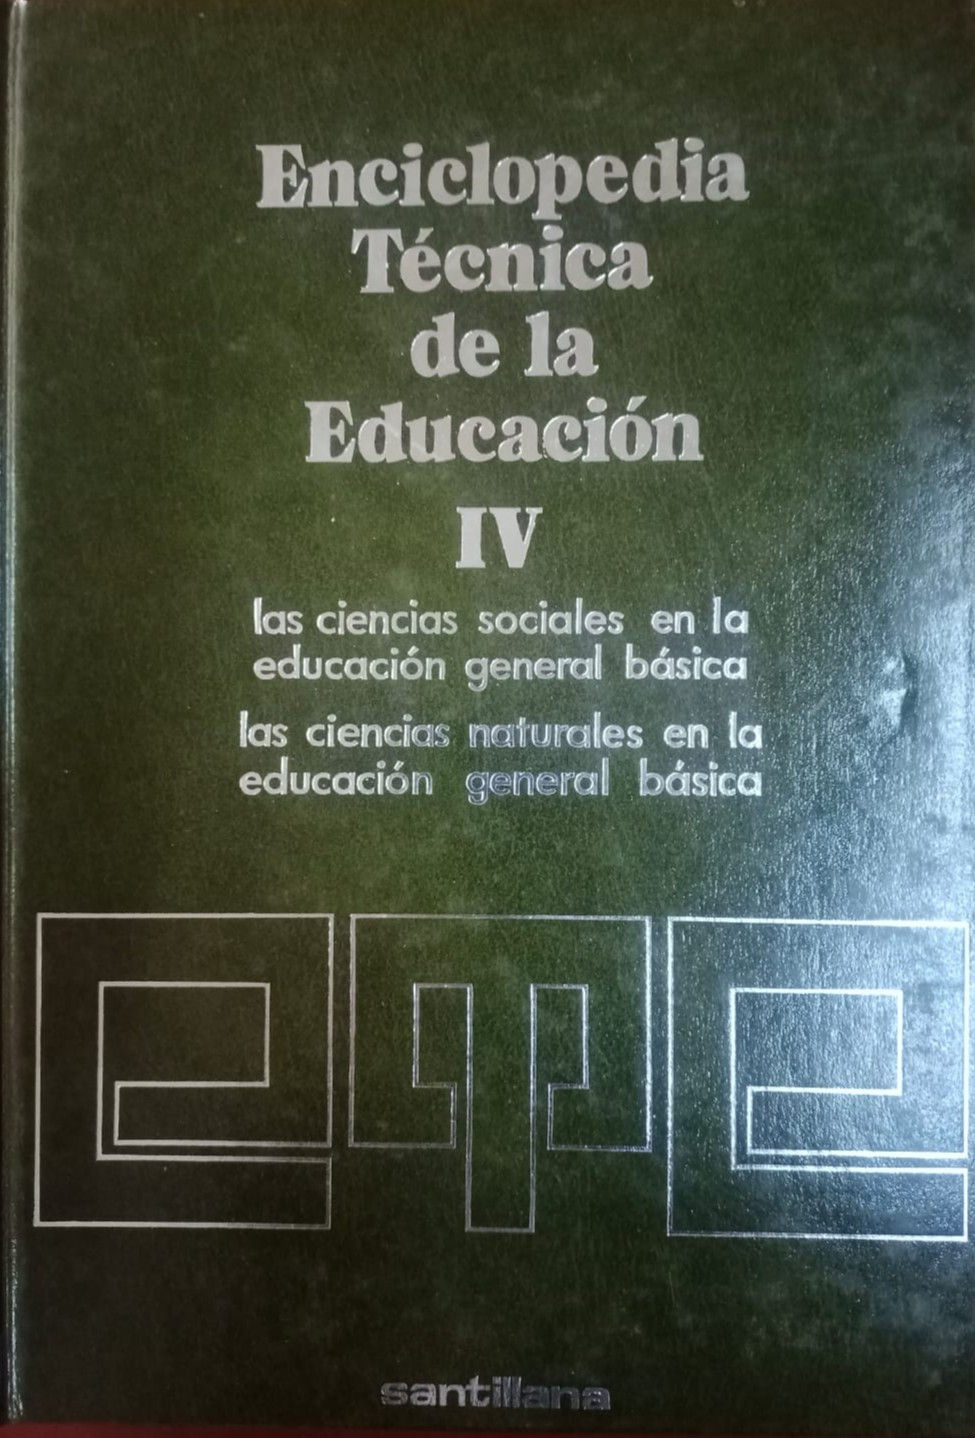 Enciclopedia
Técnica
de la
Educación
IV
las ciencias sociales en la
educación general básica
las ciencias naturales en la
educación general básica
ete
santillana